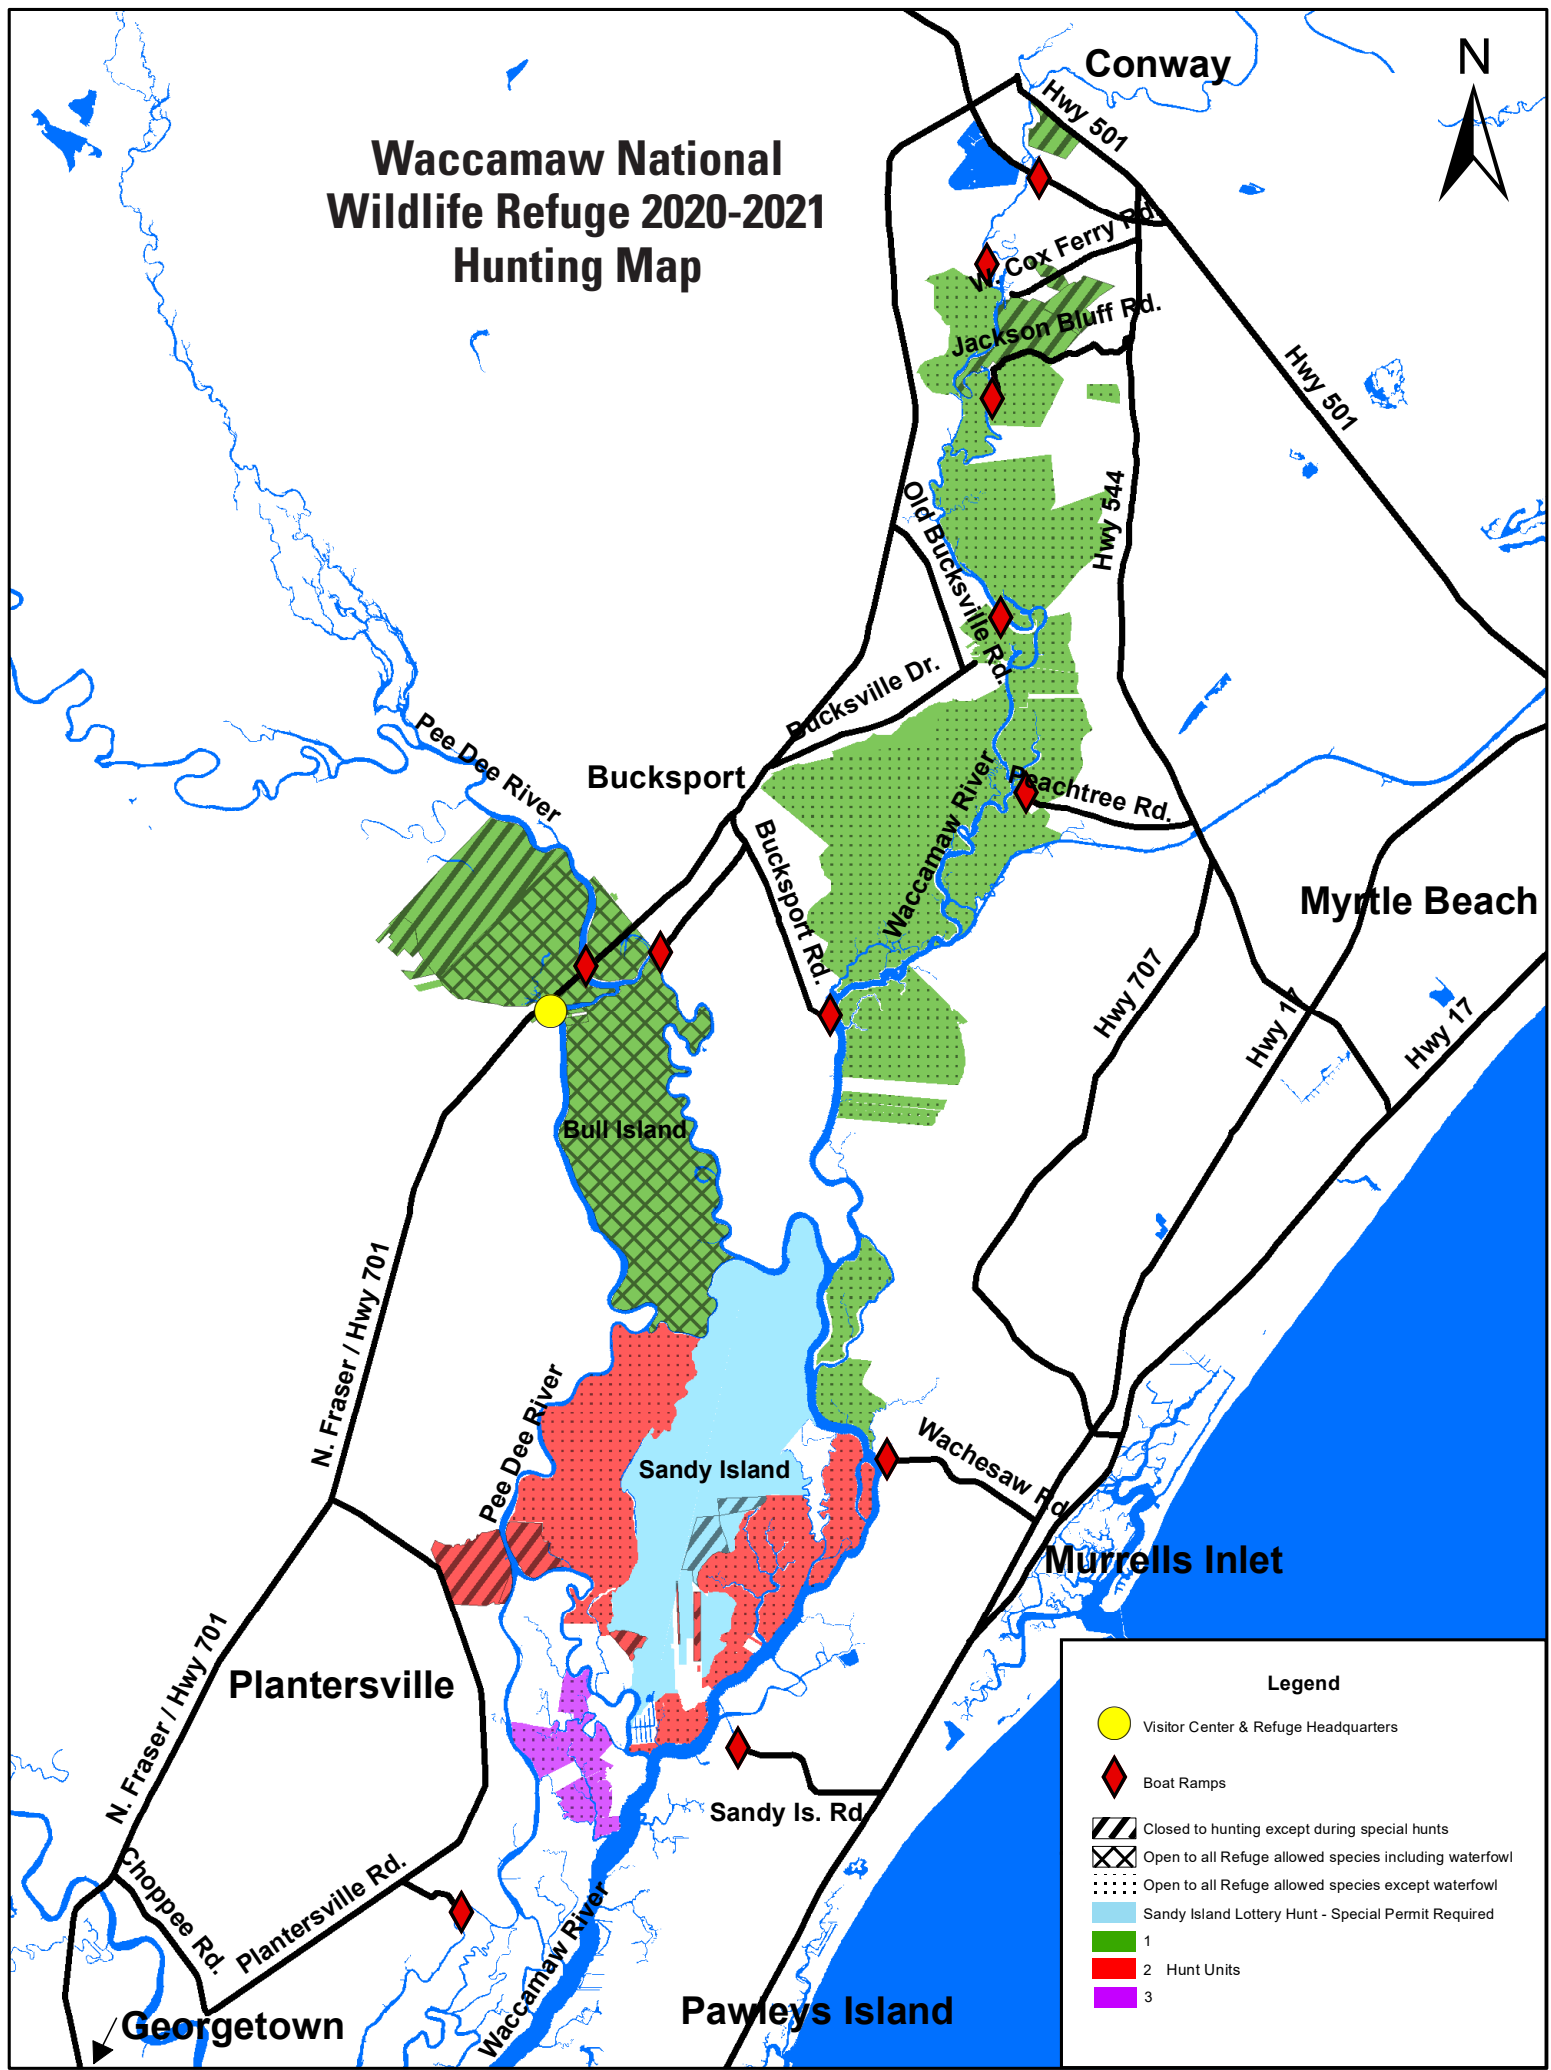 Conway
N
Hwy 501
Waccamaw National
Wildlife Refuge 2020-2021
Hunting Map
W. Cox Ferry Rd.
Jackson Bluff Rd.
Hwy 501
Old Bucksville Rd.
Hwy 544
Bucksville Dr.
Pee Dee River
Bucksport
Waccamaw River
Peachtree Rd.
Bucksport Rd.
Myrtle Beach
Hwy 707
Hwy 17
Hwy 17
Bull Island
N. Fraser / Hwy 701
Pee Dee River
Sandy Island
Wachesaw Rd
Murrells Inlet
N. Fraser / Hwy 701
Plantersville
Sandy Is. Rd.
Choppee Rd.
Plantersville Rd.
Waccamaw River
Georgetown
Pawleys Island
Legend
Visitor Center & Refuge Headquarters
Boat Ramps
Closed to hunting except during special hunts
Open to all Refuge allowed species including waterfowl
Open to all Refuge allowed species except waterfowl
Sandy Island Lottery Hunt - Special Permit Required
1
2 Hunt Units
3